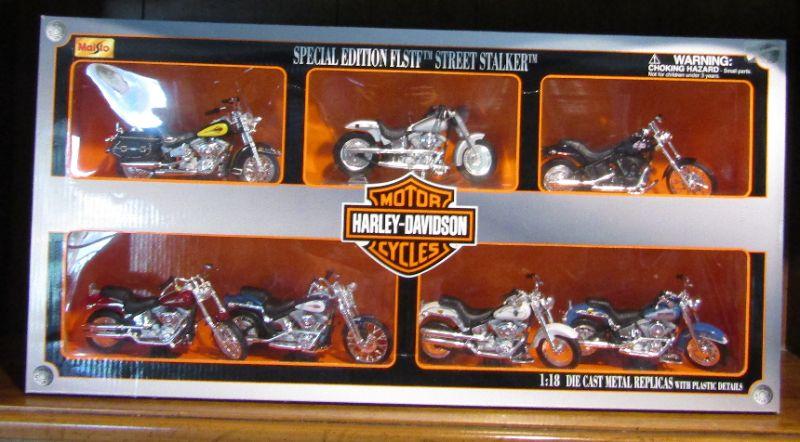 Maisto
SPECIAL EDITION FLSTF™ STREET STALKER™
WARNING:
CHOKING HAZARD - Small parts.
Not for children under 3 years.
MOTOR
HARLEY-DAVIDSON
CYCLES
1:18 DIE CAST METAL REPLICAS WITH PLASTIC DETAILS